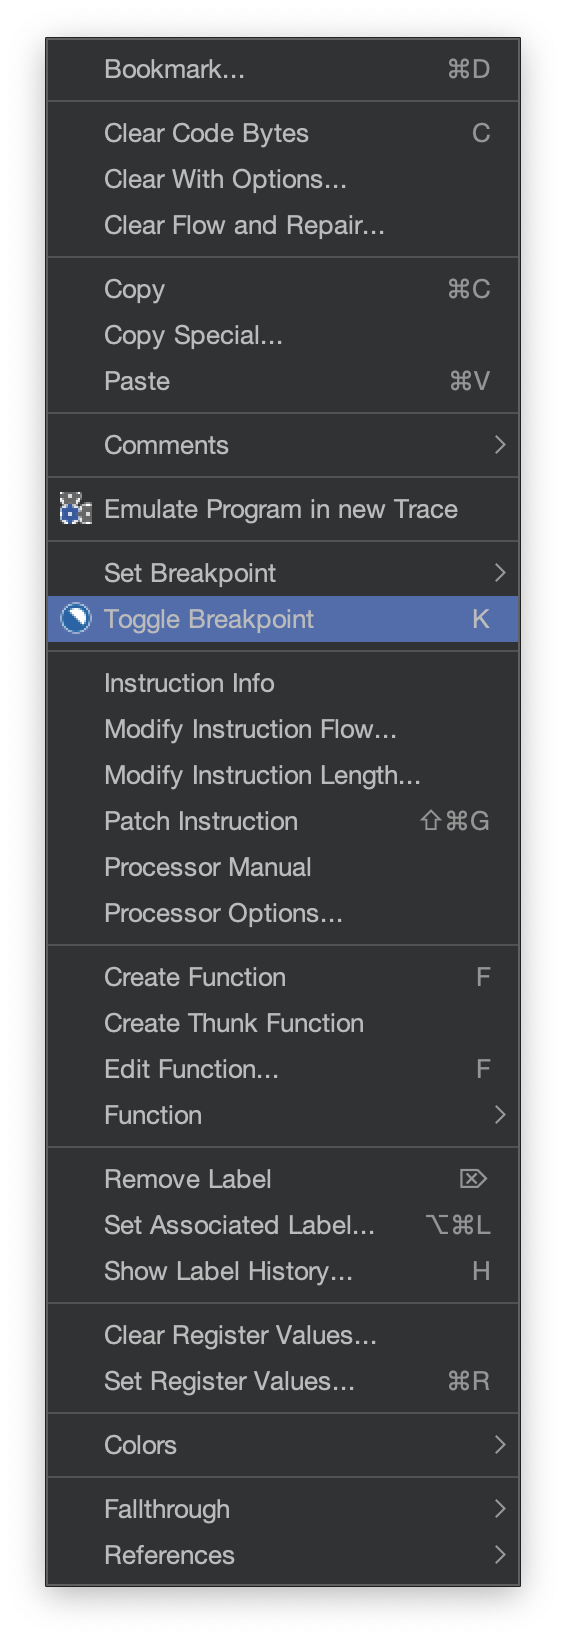 Bookmark... ⌘D
Clear Code Bytes C
Clear With Options...
Clear Flow and Repair...
Copy ⌘C
Copy Special...
Paste ⌘V
Comments
Emulate Program in new Trace
Set Breakpoint
Toggle Breakpoint K
Instruction Info
Modify Instruction Flow...
Modify Instruction Length...
Patch Instruction ⇧⌘G
Processor Manual
Processor Options...
Create Function F
Create Thunk Function
Edit Function... F
Function
Remove Label ⌦
Set Associated Label... ⌥⌘L
Show Label History... H
Clear Register Values...
Set Register Values... ⌘R
Colors
Fallthrough
References